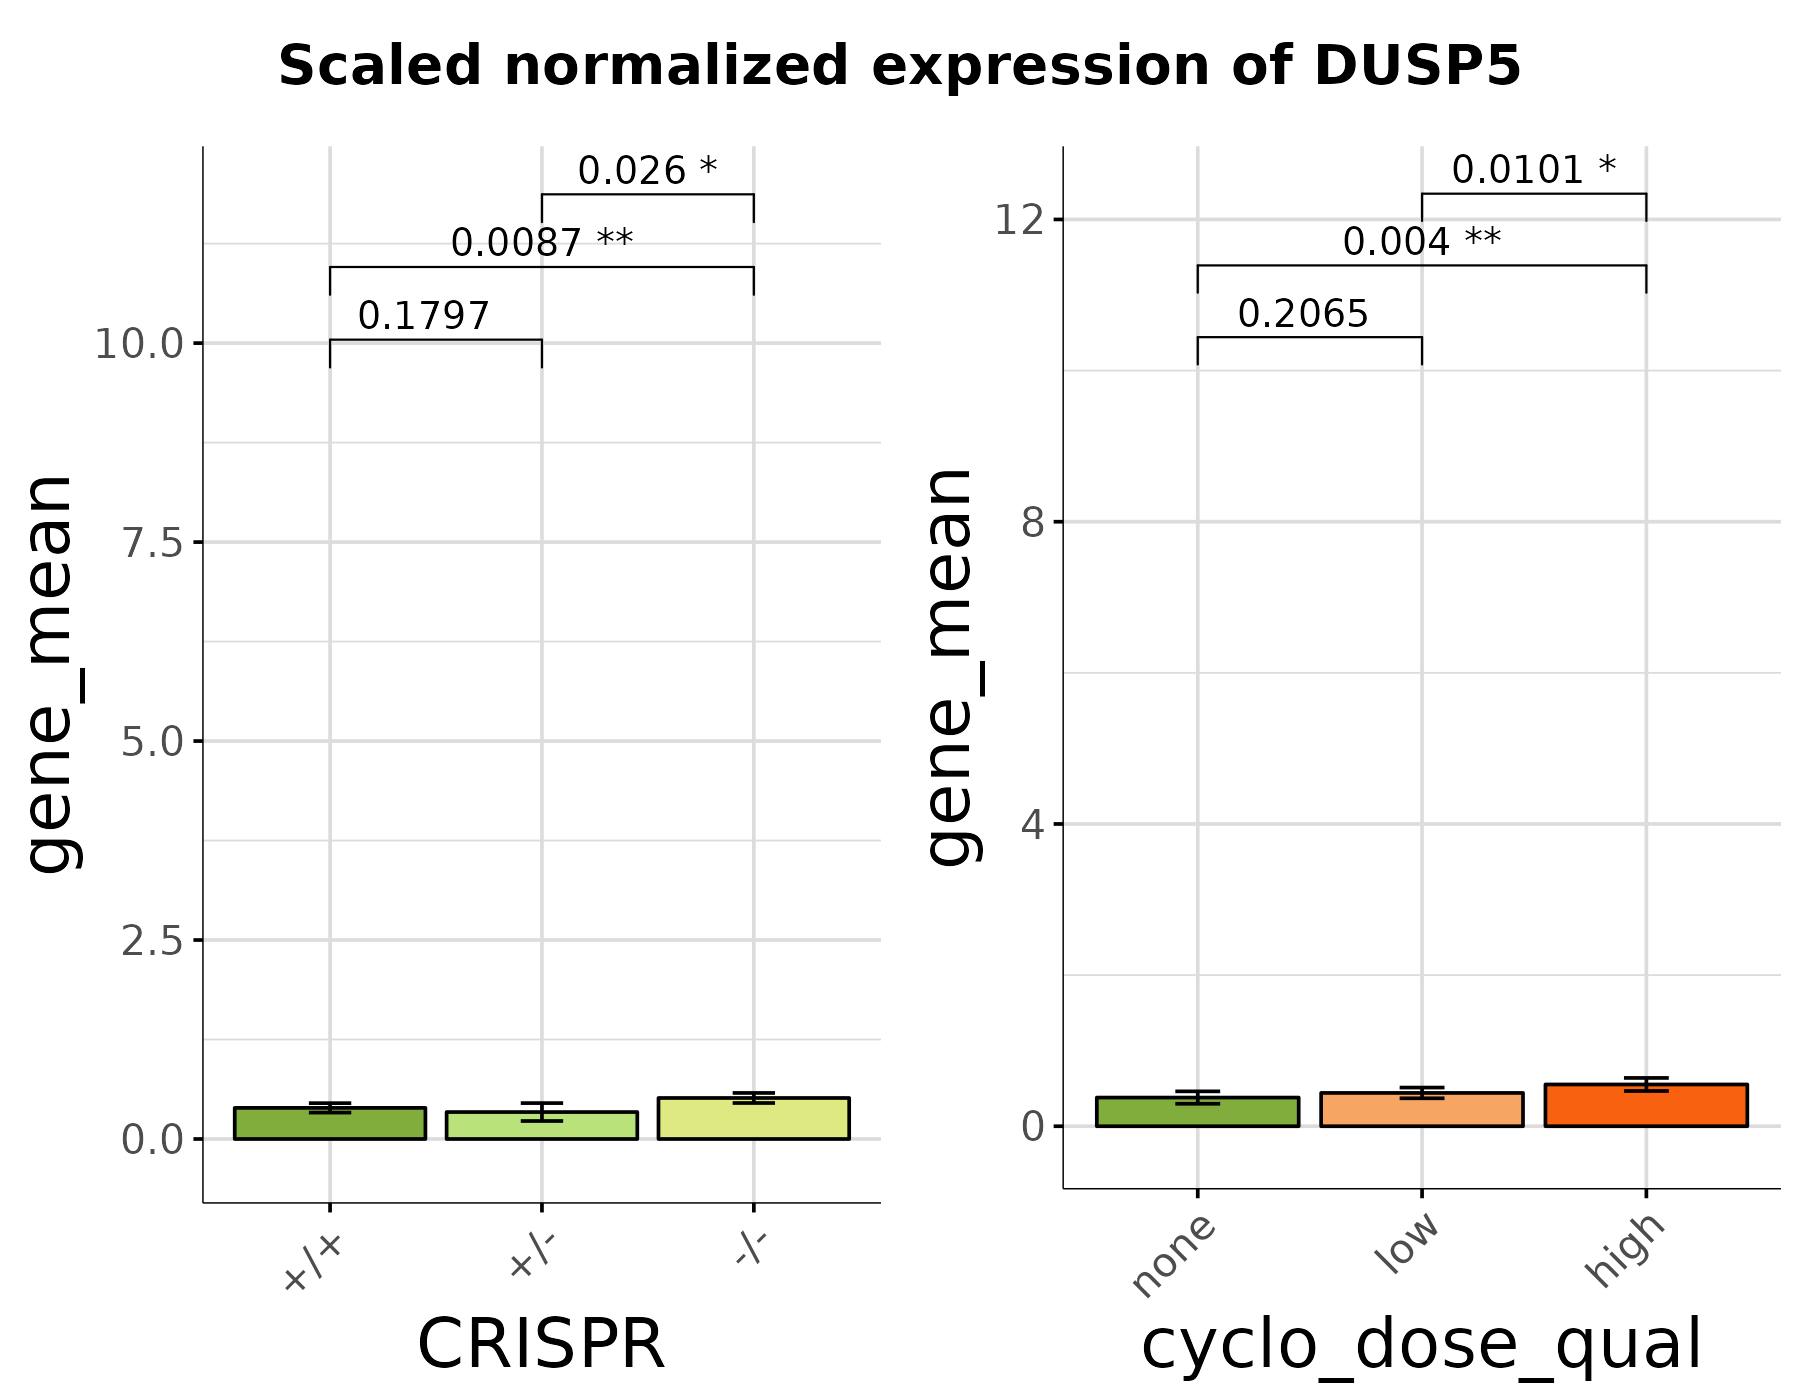 Scaled normalized expression of DUSP5
gene_mean
10.0
7.5
5.0
2.5
0.0
0.026 *
0.0087 **
0.1797
+/+
+/-
-/-
CRISPR
gene_mean
12
8
4
0
0.0101 *
0.004 **
0.2065
none
low
high
cyclo_dose_qual